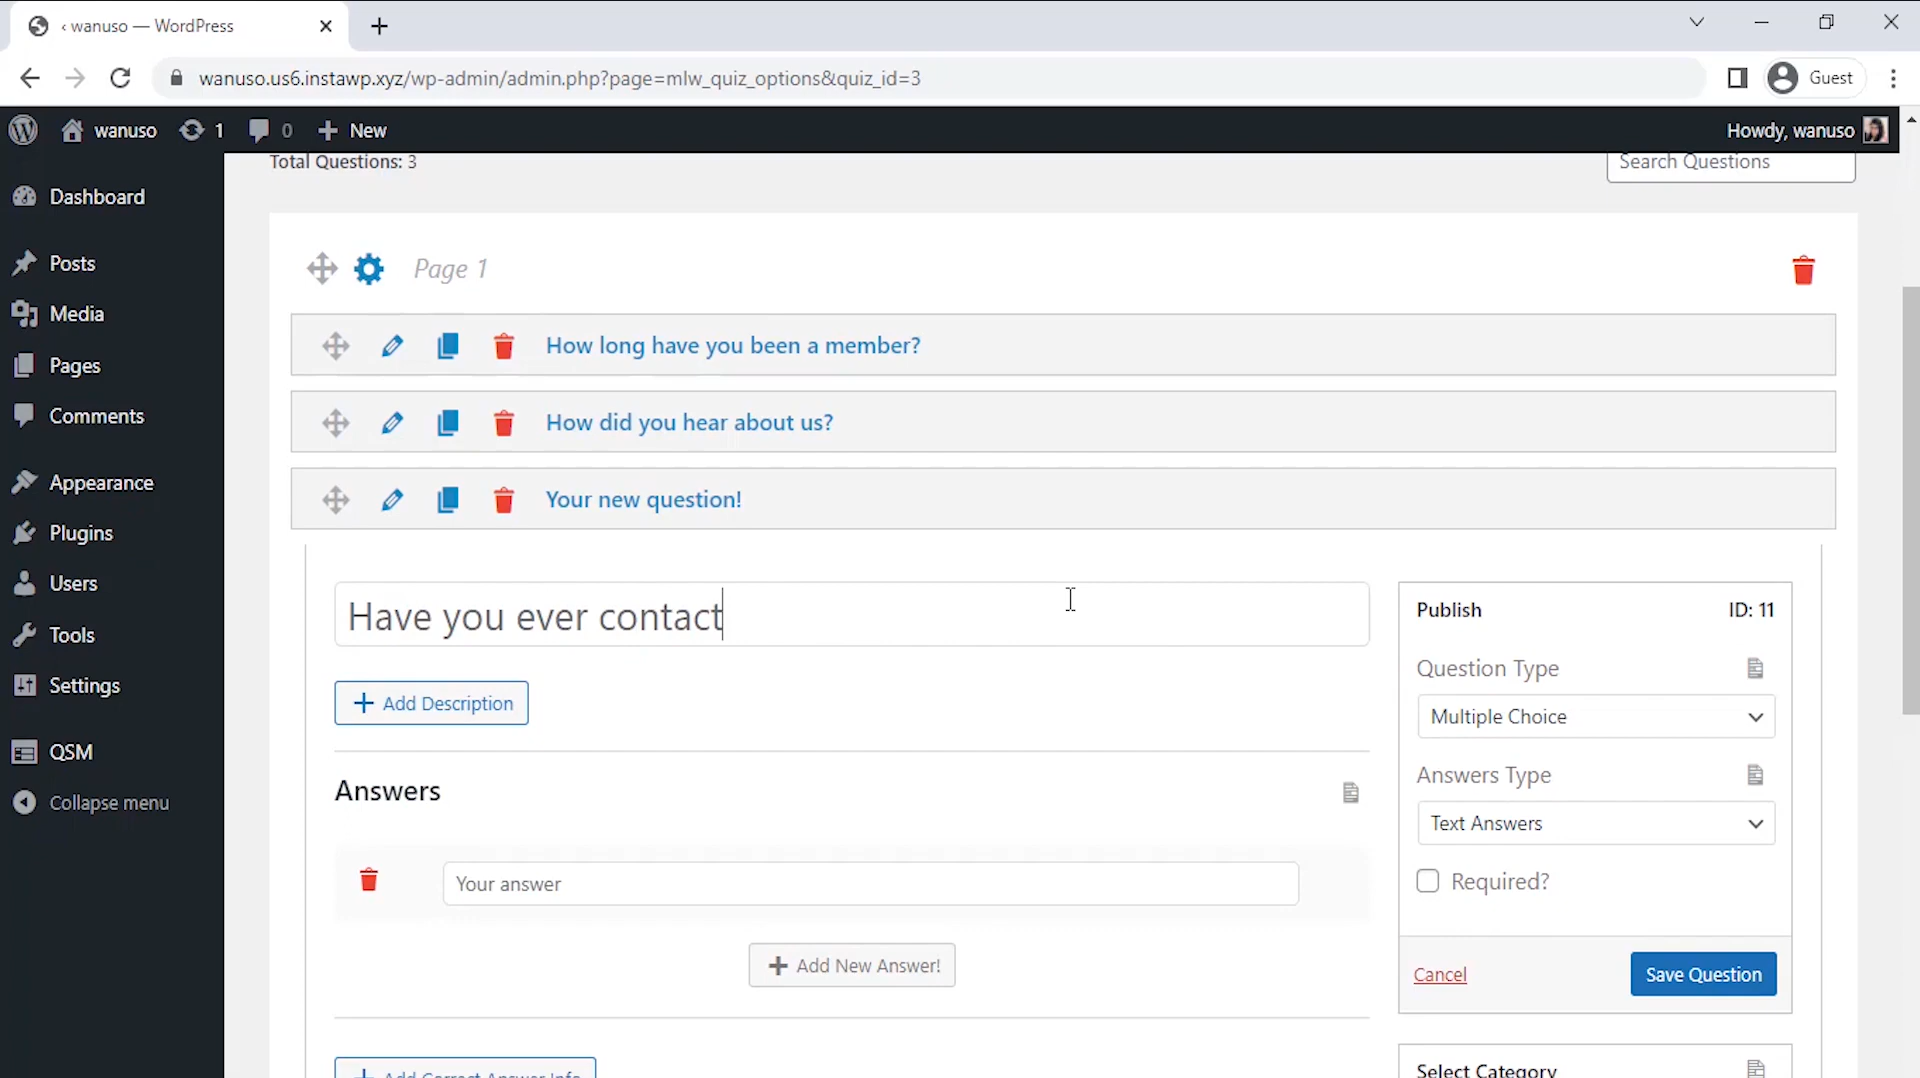 ‹ wanuso — WordPress
wanuso.us6.instawp.xyz/wp-admin/admin.php?page=mlw_quiz_options&quiz_id=3
Guest
wanuso 1 0 New
Howdy, wanuso
Total Questions: 3
Search Questions
Dashboard
Posts
Media
Pages
Comments
Appearance
Plugins
Users
Tools
Settings
QSM
Collapse menu
Page 1
How long have you been a member?
How did you hear about us?
Your new question!
Have you ever contact
Add Description
Answers
Your answer
Add New Answer!
Add Correct Answer Info
Publish ID: 11
Question Type
Multiple Choice
Answers Type
Text Answers
Required?
Cancel
Save Question
Select Category